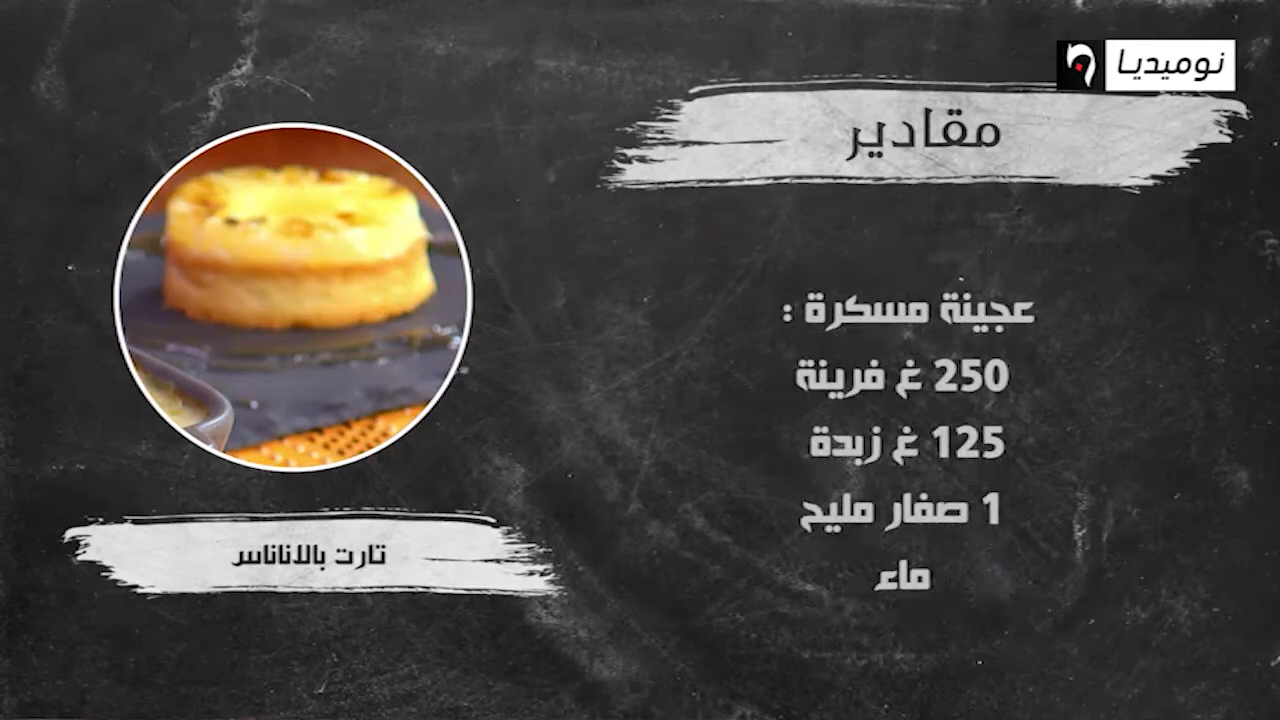 نوميديا
مقادير
عجينة مسكرة :
250 غ فرينة
125 غ زبدة
1 صفار مليح
ماء
تارت بالاناناس